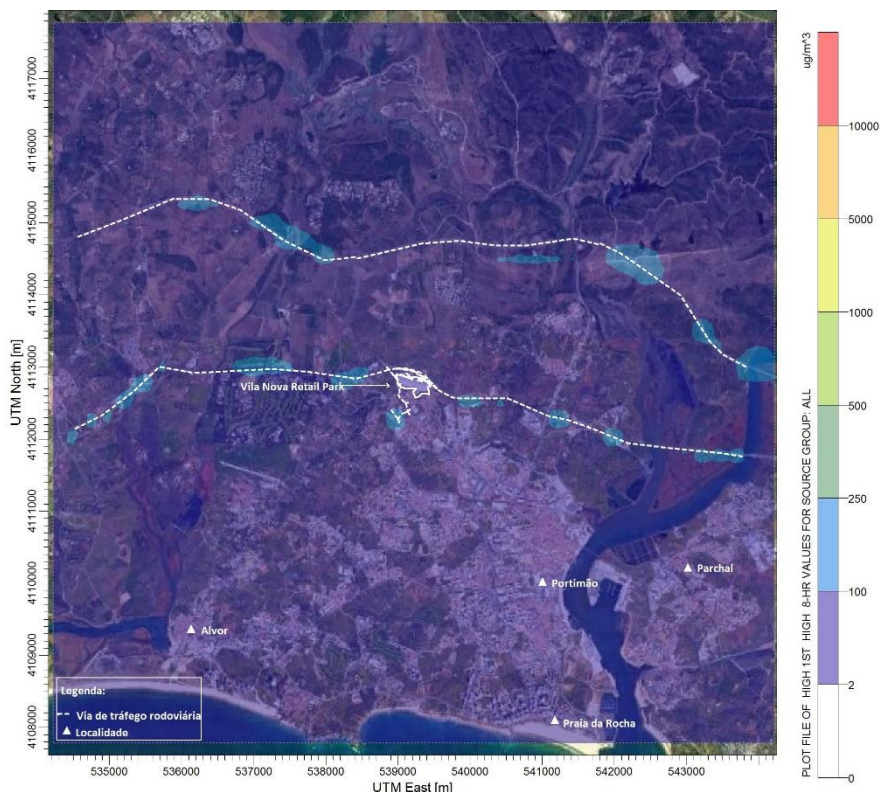 ug/m^3
10000
5000
1000
500
250
100
2
0
PLOT FILE OF HIGH 1ST HIGH 8-HR VALUES FOR SOURCE GROUP: ALL
UTM North [m]
4117000
4116000
4115000
4114000
4113000
4112000
4111000
4110000
4109000
4108000
Vila Nova Retail Park
Portimão
Parchal
Alvor
Praia da Rocha
Legenda:
Via de tráfego rodoviária
Localidade
535000 536000 537000 538000 539000 540000 541000 542000 543000
UTM East [m]